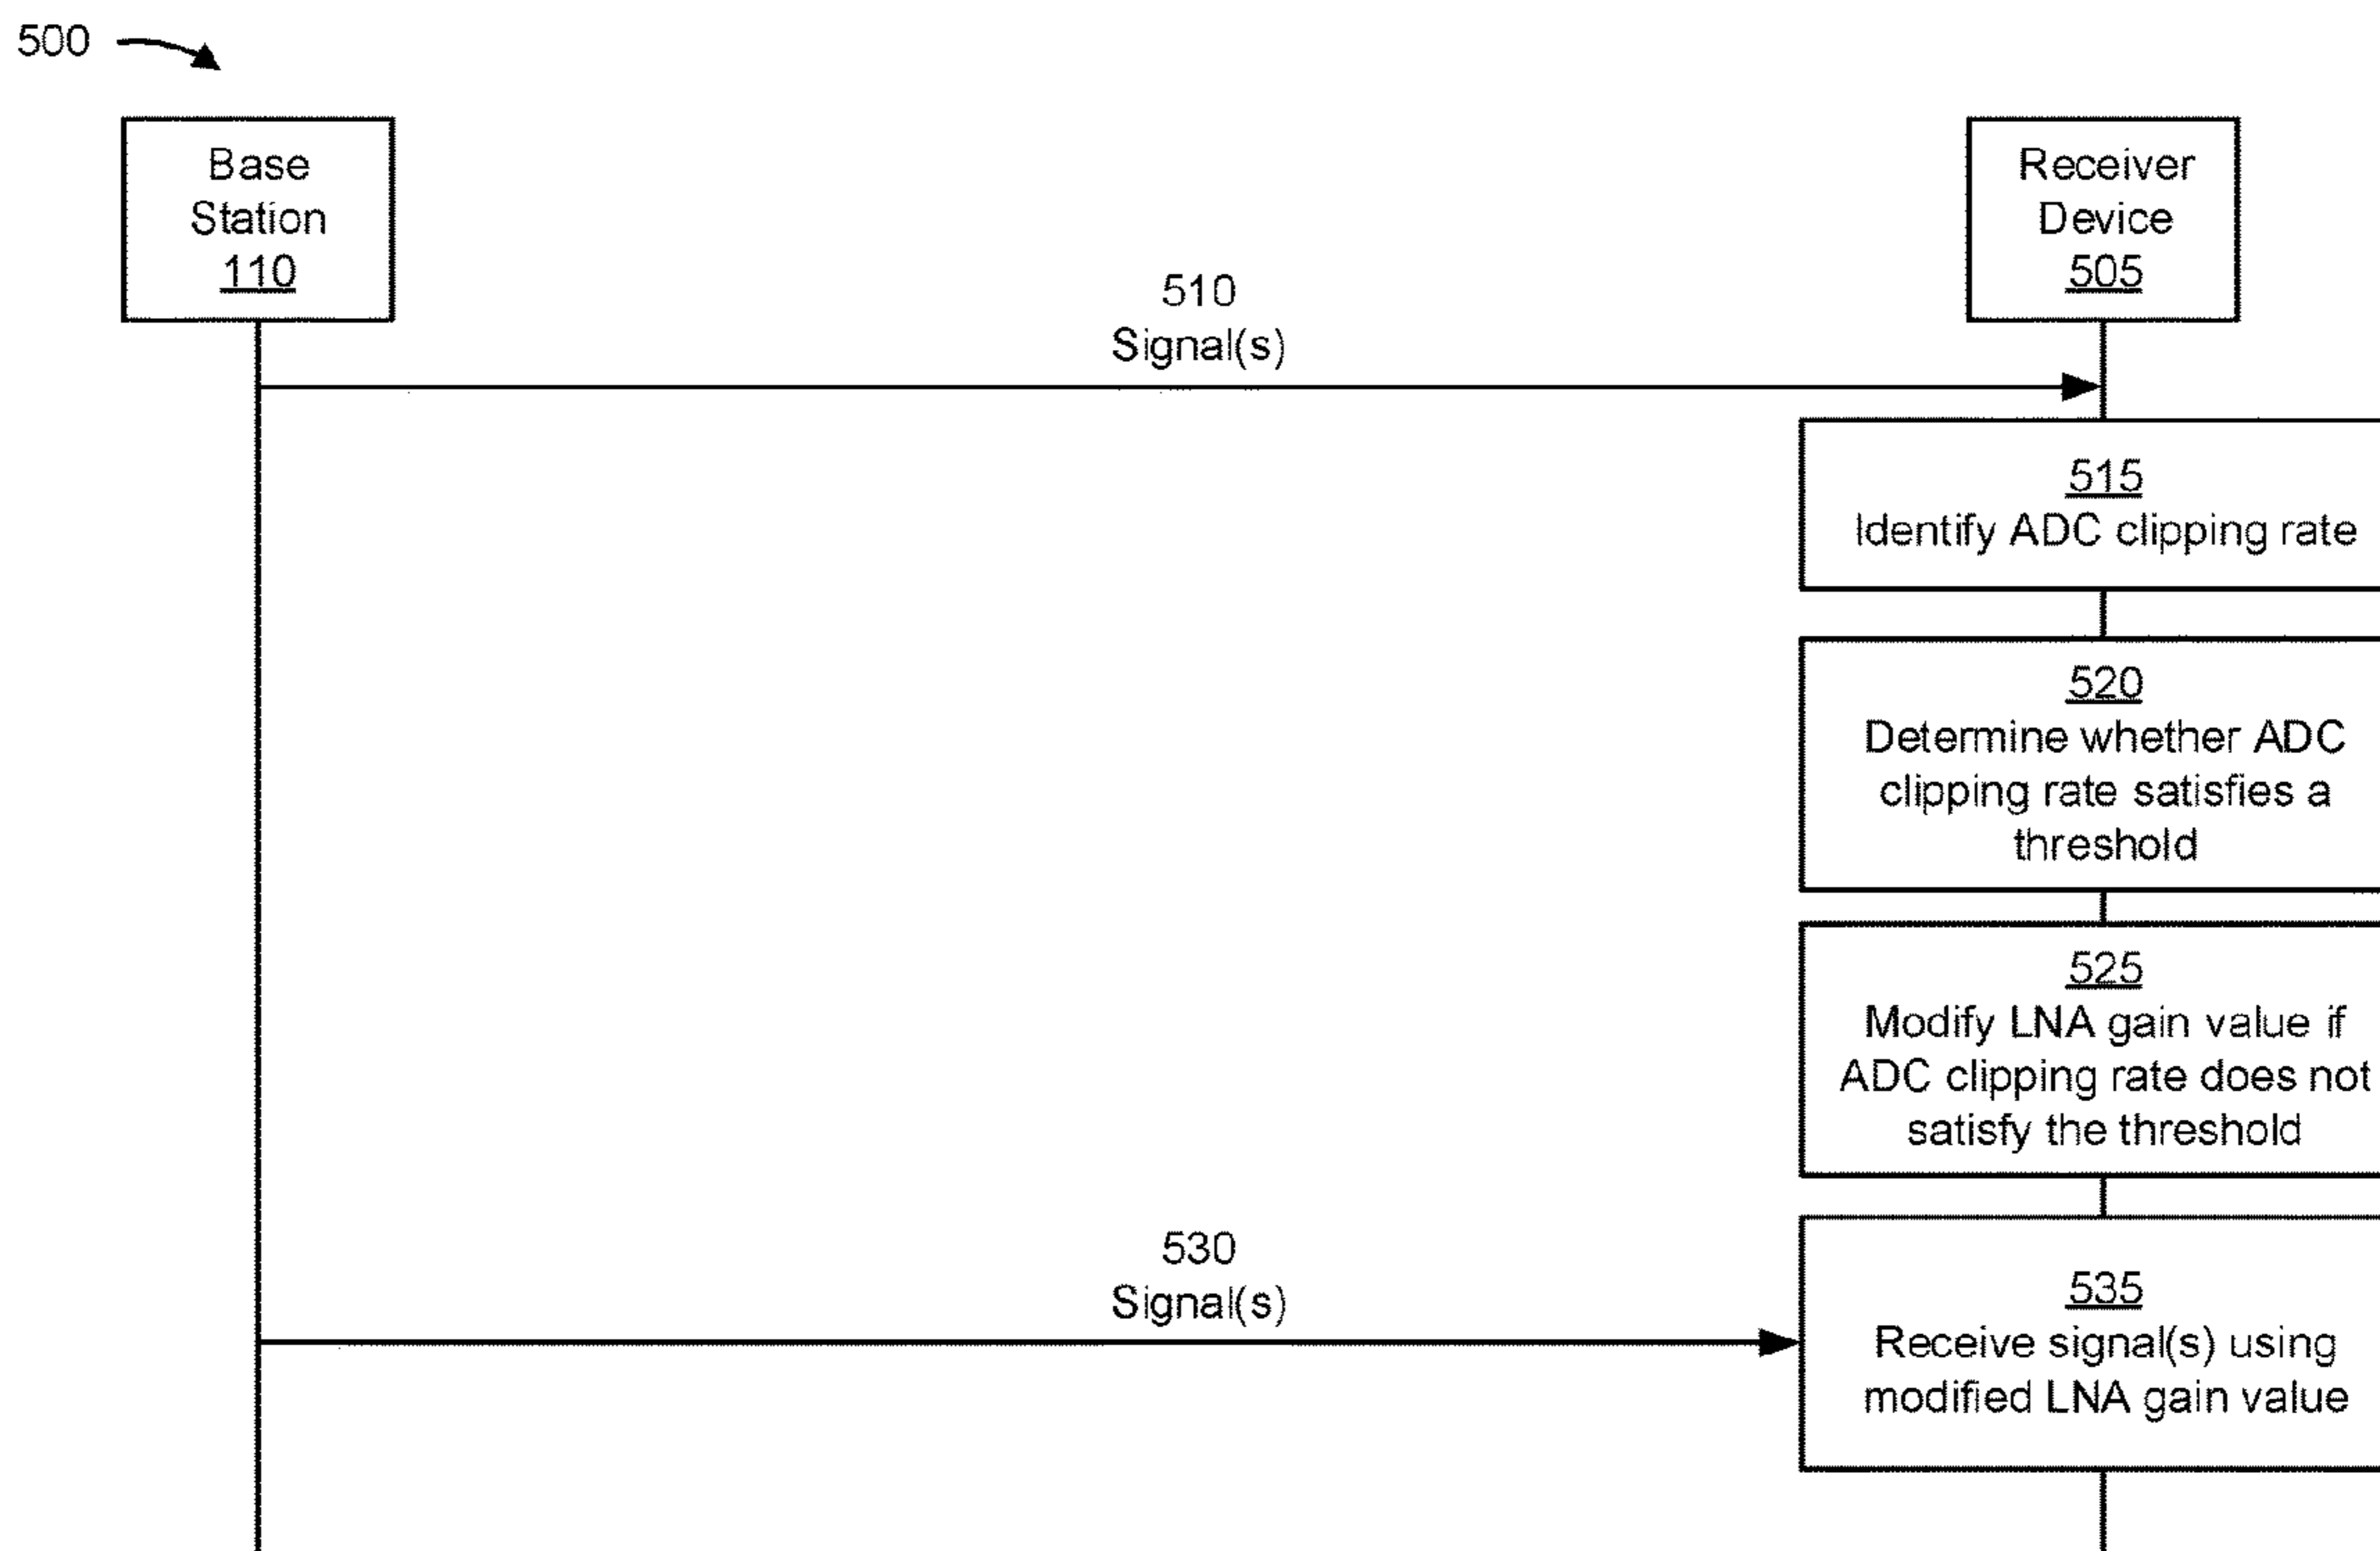 500
Base
Station
110
Receiver
Device
505
510
Signal(s)
515
Identify ADC clipping rate
520
Determine whether ADC
clipping rate satisfies a
threshold
525
Modify LNA gain value if
ADC clipping rate does not
satisfy the threshold
530
Signal(s)
535
Receive signal(s) using
modified LNA gain value